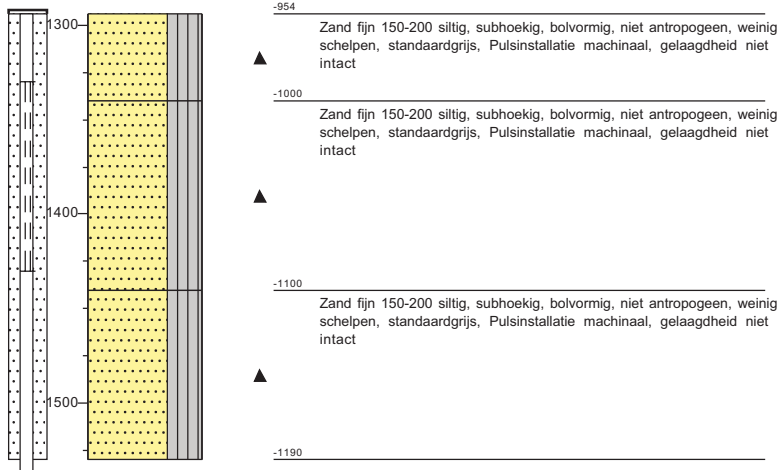 -954
1300
Zand fijn 150-200 siltig, subhoekig, bolvormig, niet antropogeen, weinig
schelpen, standaardgrijs, Pulsinstallatie machinaal, gelaagdheid niet
intact
-1000
Zand fijn 150-200 siltig, subhoekig, bolvormig, niet antropogeen, weinig
schelpen, standaardgrijs, Pulsinstallatie machinaal, gelaagdheid niet
intact
1400
-1100
Zand fijn 150-200 siltig, subhoekig, bolvormig, niet antropogeen, weinig
schelpen, standaardgrijs, Pulsinstallatie machinaal, gelaagdheid niet
intact
1500
-1190